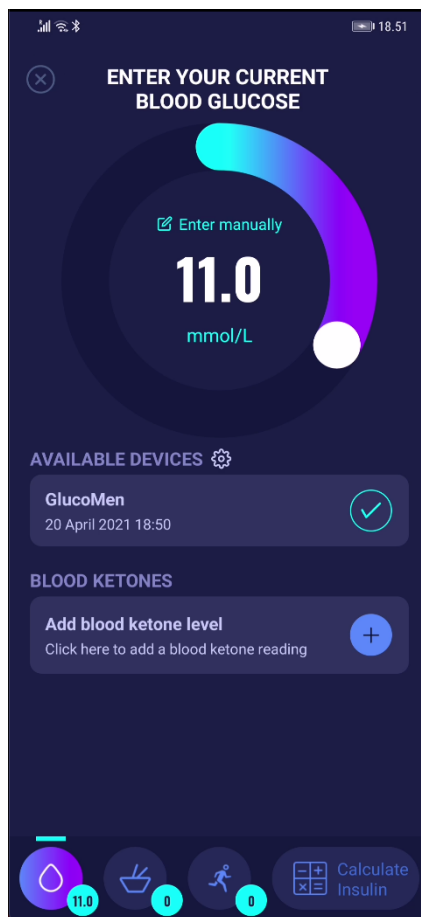 18.51
ENTER YOUR CURRENT
BLOOD GLUCOSE
Enter manually
11.0
mmol/L
AVAILABLE DEVICES
GlucoMen
20 April 2021 18:50
BLOOD KETONES
Add blood ketone level
Click here to add a blood ketone reading
11.0
0
0
Calculate
Insulin